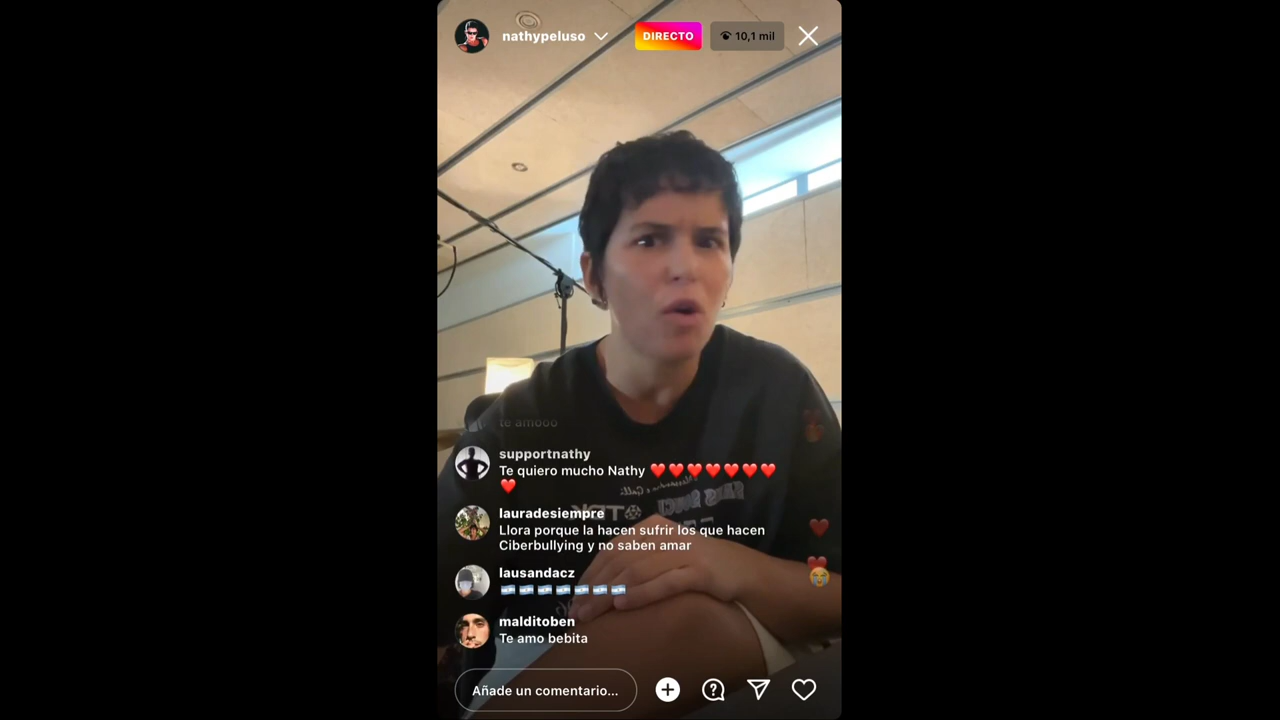 nathypeluso
DIRECTO
10,1 mil
te amooo
supportnathy
Te quiero mucho Nathy ❤️❤️❤️❤️❤️❤️❤️
❤️
lauradesiempre
Llora porque la hacen sufrir los que hacen
Ciberbullying y no saben amar
lausandacz
🇦🇷🇦🇷🇦🇷🇦🇷🇦🇷🇦🇷🇦🇷
malditoben
Te amo bebita
Añade un comentario...